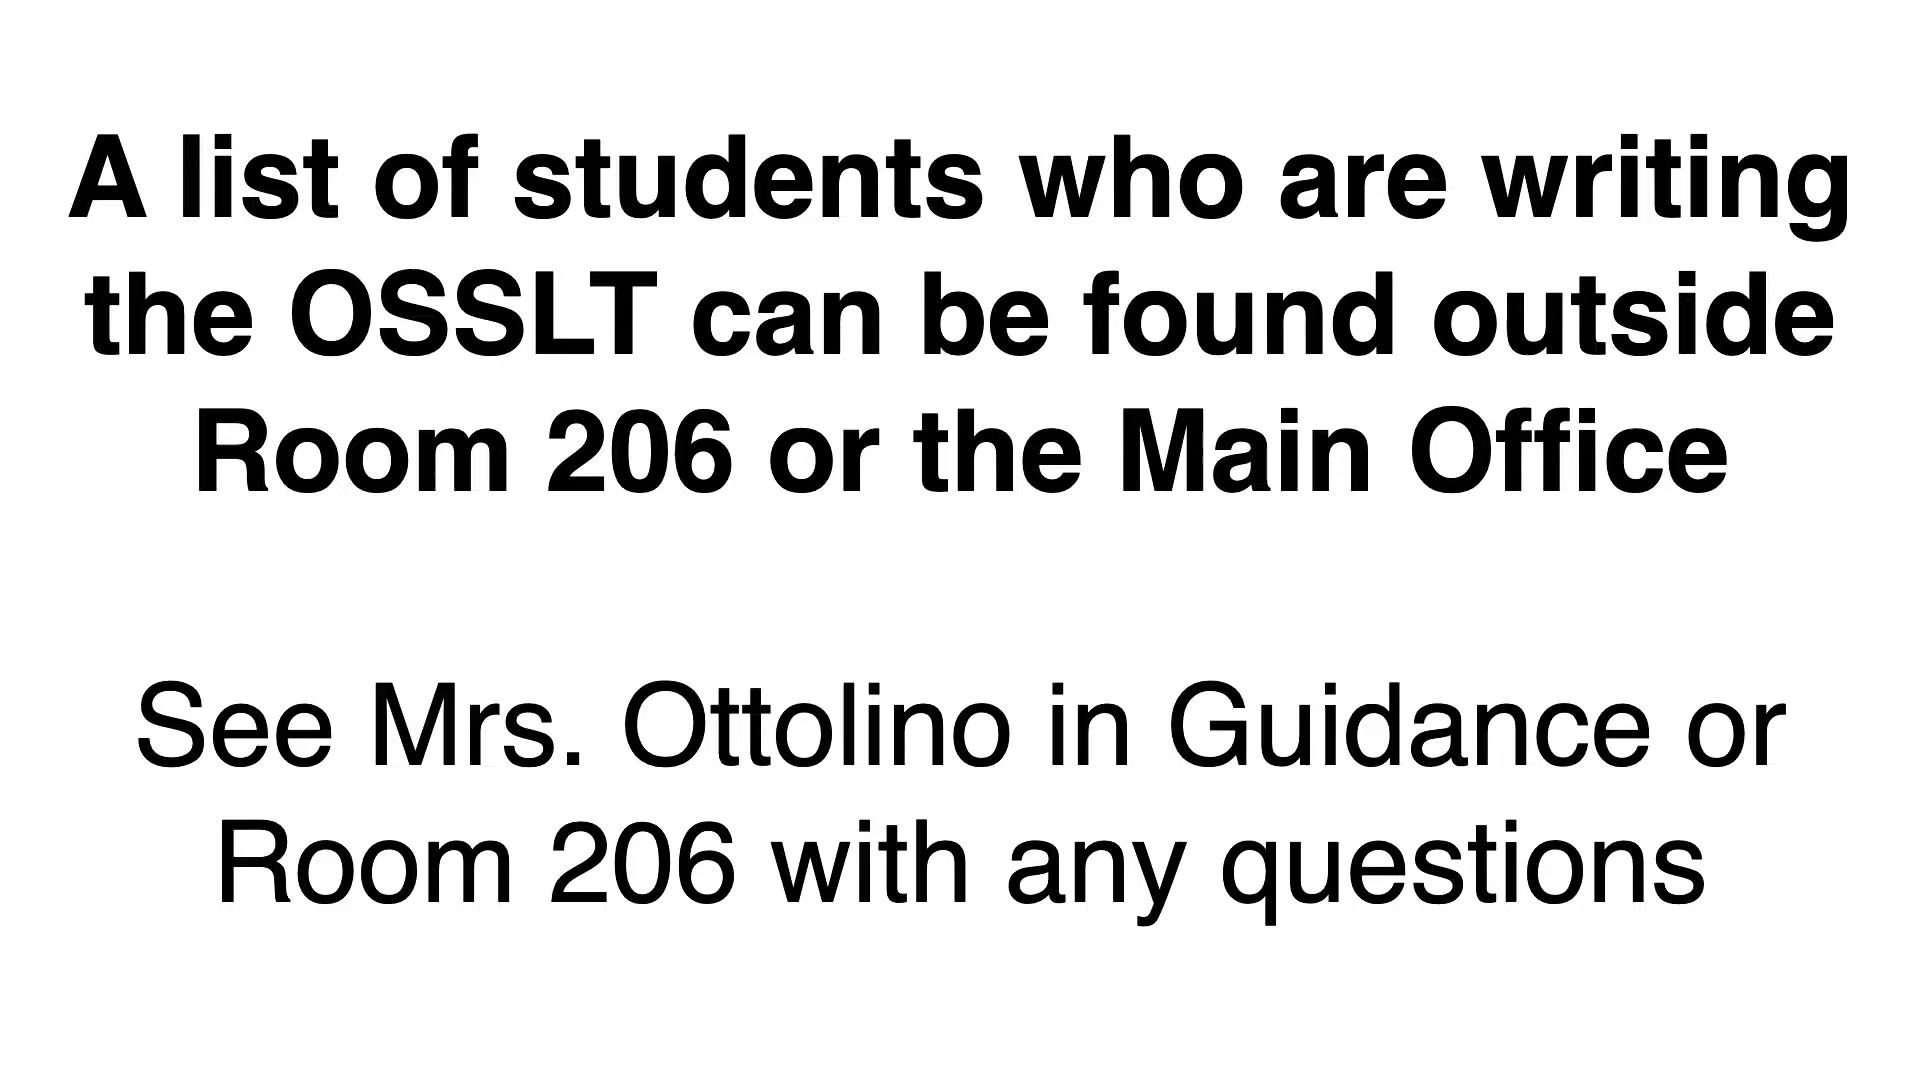 A list of students who are writing
the OSSLT can be found outside
Room 206 or the Main Office
See Mrs. Ottolino in Guidance or
Room 206 with any questions